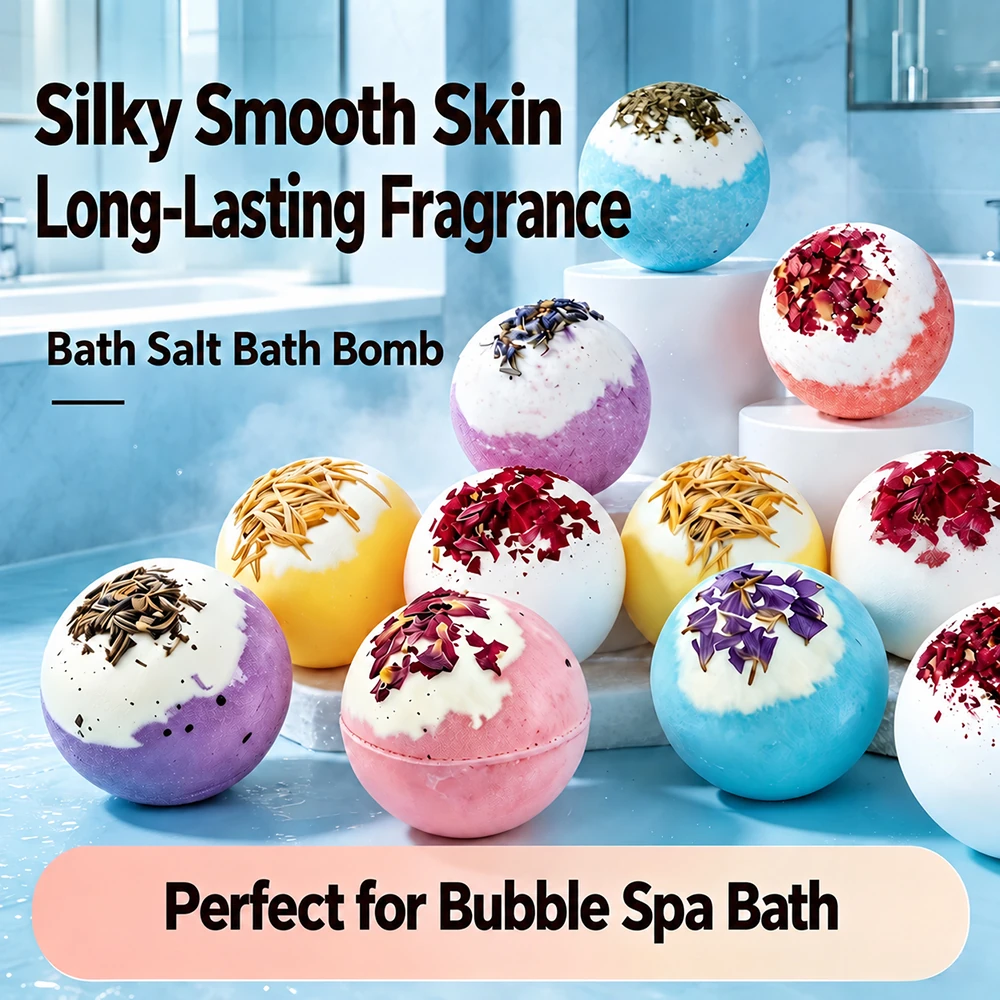 Silky Smooth Skin
Long-Lasting Fragrance
Bath Salt Bath Bomb
Perfect for Bubble Spa Bath